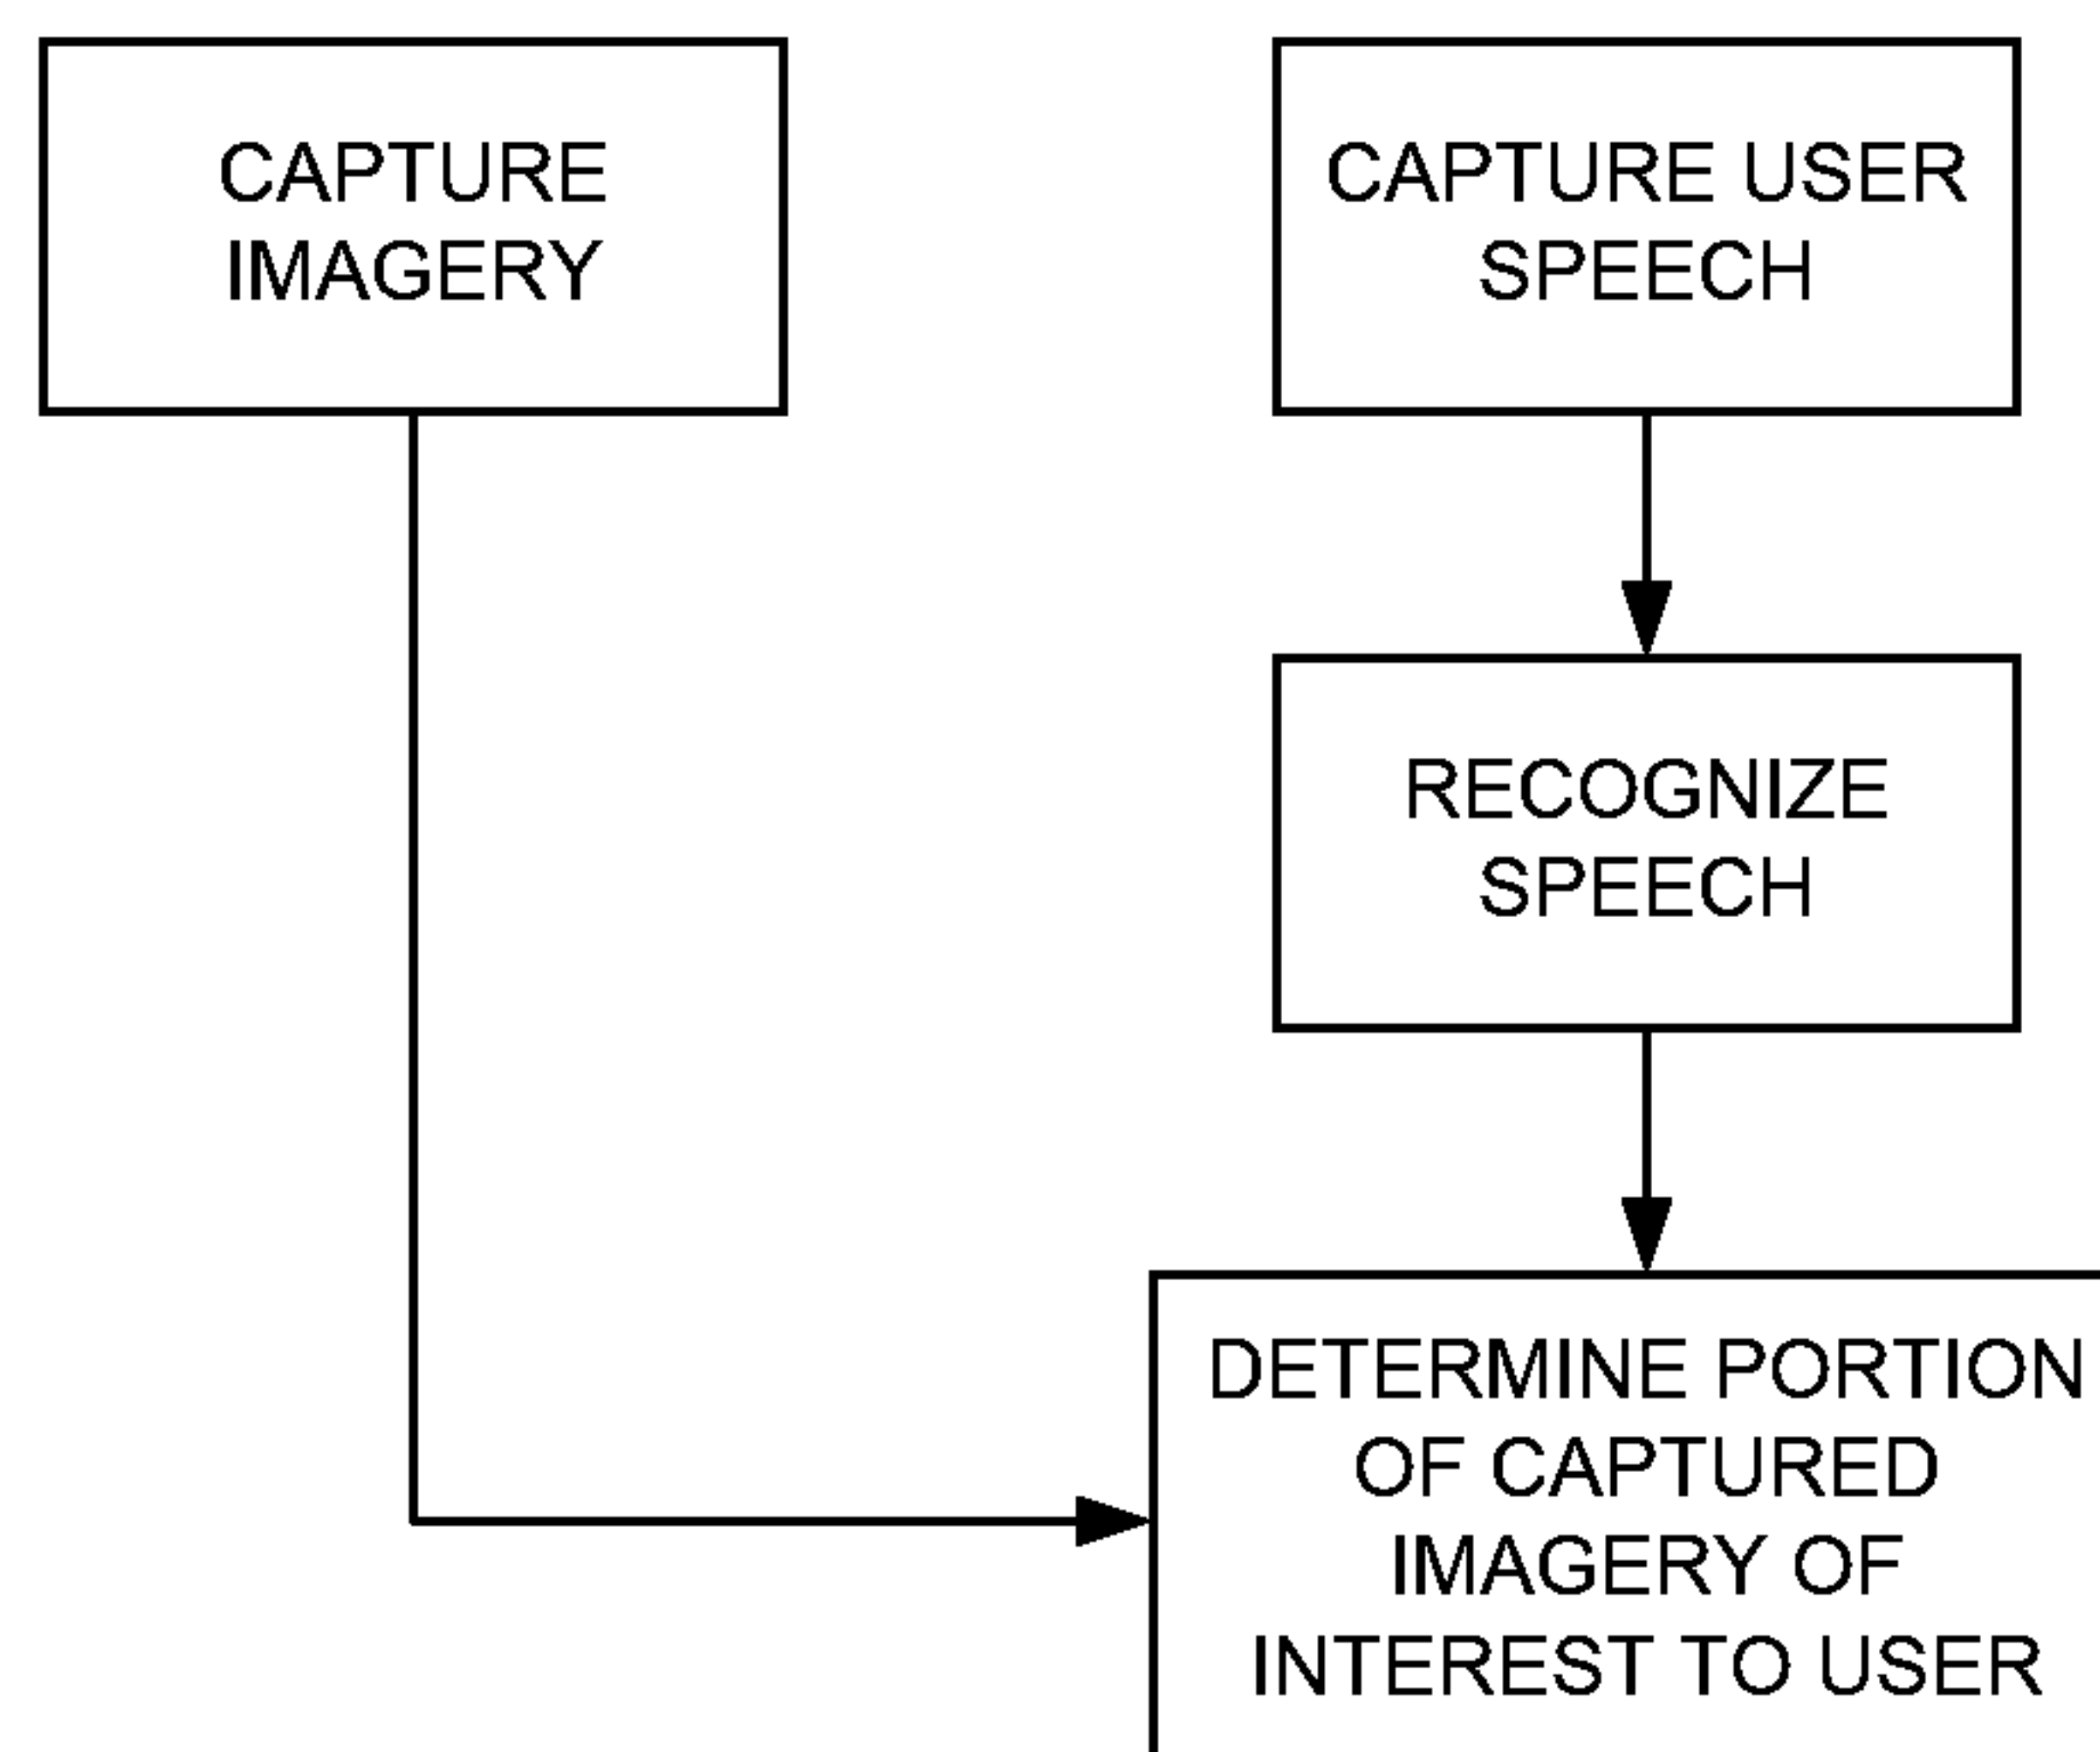 CAPTURE
IMAGERY
CAPTURE USER
SPEECH
RECOGNIZE
SPEECH
DETERMINE PORTION
OF CAPTURED
IMAGERY OF
INTEREST TO USER